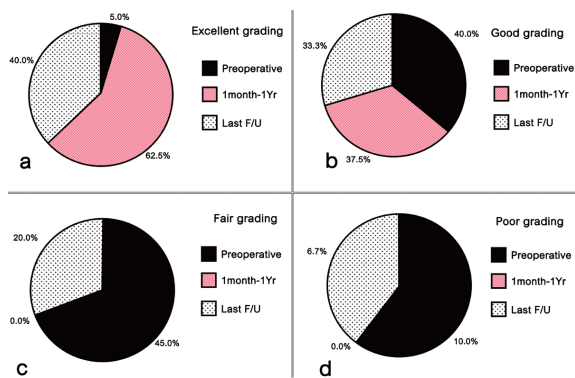 Excellent grading
5.0%
40.0%
62.5%
Preoperative
1month-1Yr
Last F/U
a
Good grading
40.0%
33.3%
37.5%
Preoperative
1month-1Yr
Last F/U
b
Fair grading
20.0%
0.0%
45.0%
Preoperative
1month-1Yr
Last F/U
c
Poor grading
6.7%
0.0%
10.0%
Preoperative
1month-1Yr
Last F/U
d